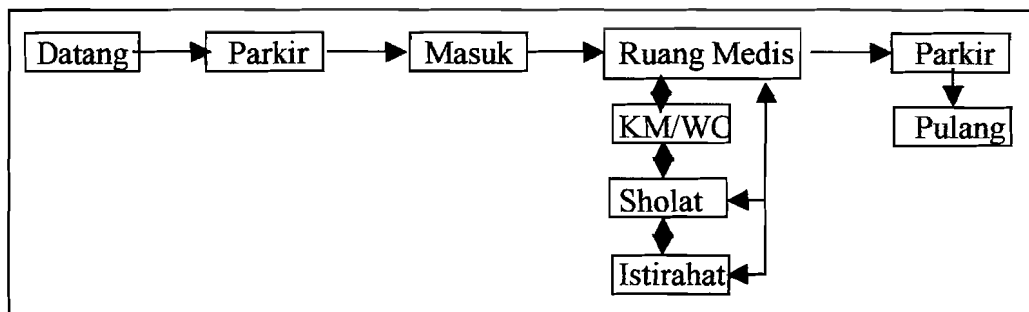 Datang Parkir Masuk Ruang Medis Parkir
KM/WC Pulang
Sholat
Istirahat